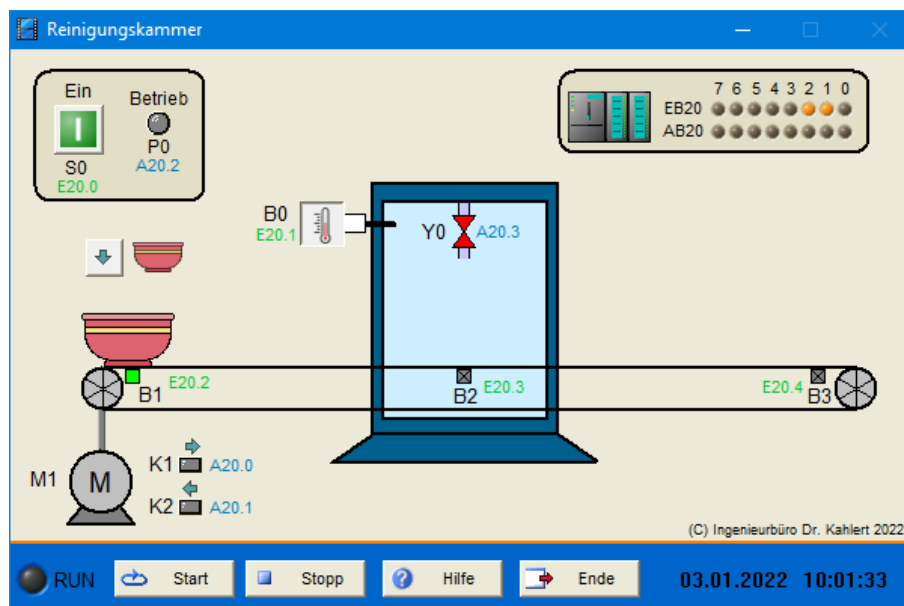 Reinigungskammer
Ein
Betrieb
S0
E20.0
P0
A20.2
7 6 5 4 3 2 1 0
EB20
AB20
B0
E20.1
Y0
A20.3
B1
E20.2
B2
E20.3
E20.4
B3
M1
M
K1
A20.0
K2
A20.1
(C) Ingenieurbüro Dr. Kahlert 2022
RUN
Start
Stopp
Hilfe
Ende
03.01.2022 10:01:33